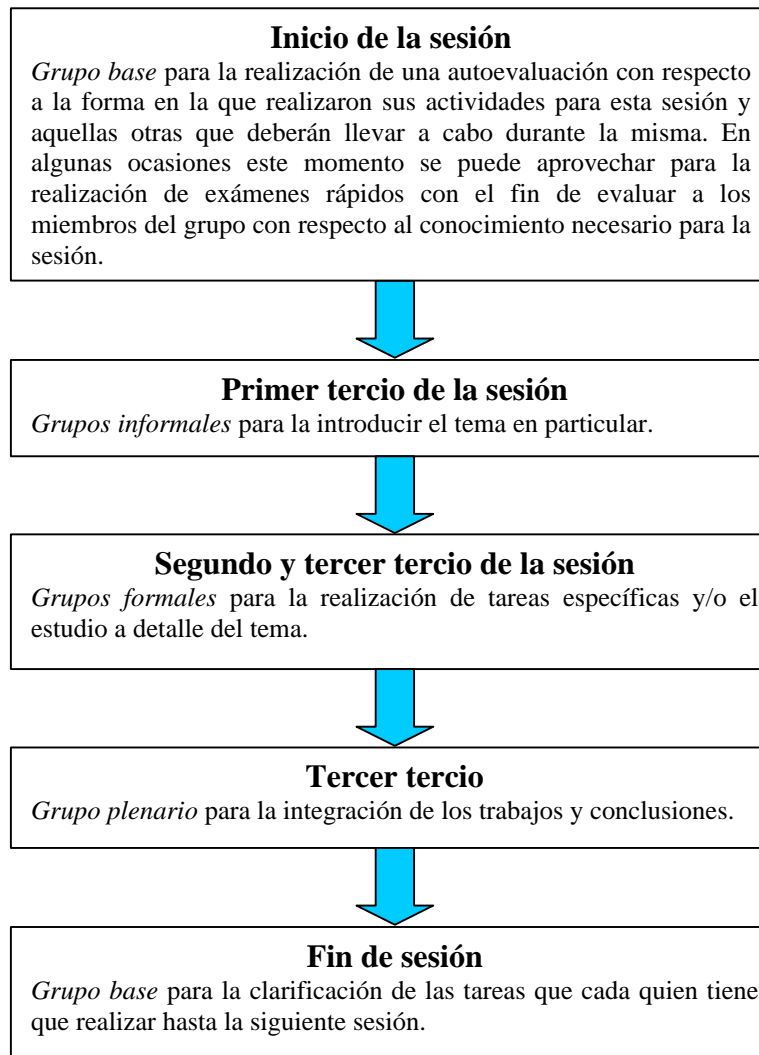 Inicio de la sesión
Grupo base para la realización de una autoevaluación con respecto
a la forma en la que realizaron sus actividades para esta sesión y
aquellas otras que deberán llevar a cabo durante la misma. En
algunas ocasiones este momento se puede aprovechar para la
realización de exámenes rápidos con el fin de evaluar a los
miembros del grupo con respecto al conocimiento necesario para la
sesión.
Primer tercio de la sesión
Grupos informales para la introducir el tema en particular.
Segundo y tercer tercio de la sesión
Grupos formales para la realización de tareas específicas y/o el
estudio a detalle del tema.
Tercer tercio
Grupo plenario para la integración de los trabajos y conclusiones.
Fin de sesión
Grupo base para la clarificación de las tareas que cada quien tiene
que realizar hasta la siguiente sesión.